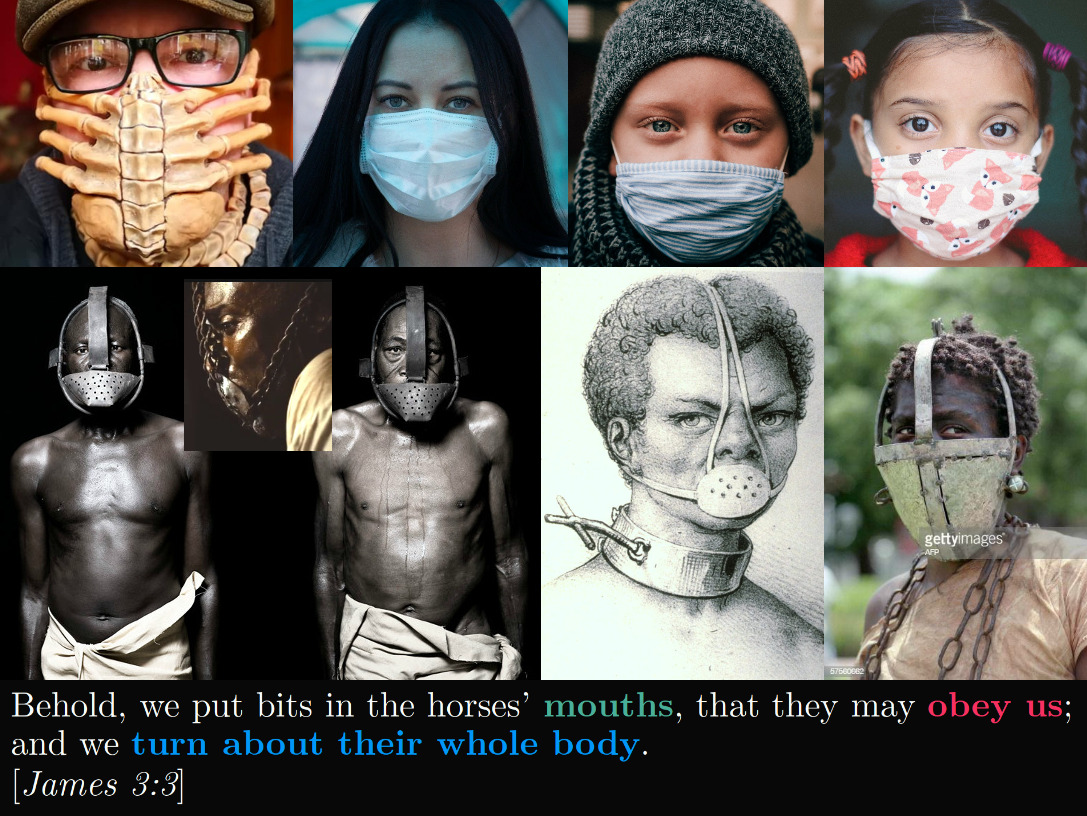 gettyimages
AFP
57560662
Behold, we put bits in the horses’ mouths, that they may obey us;
and we turn about their whole body.
[James 3:3]